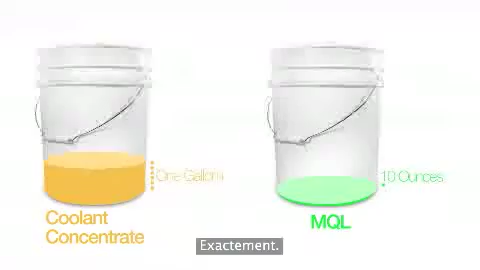 One Gallon
10 Ounces
Coolant
Concentrate
MQL
Exactement.